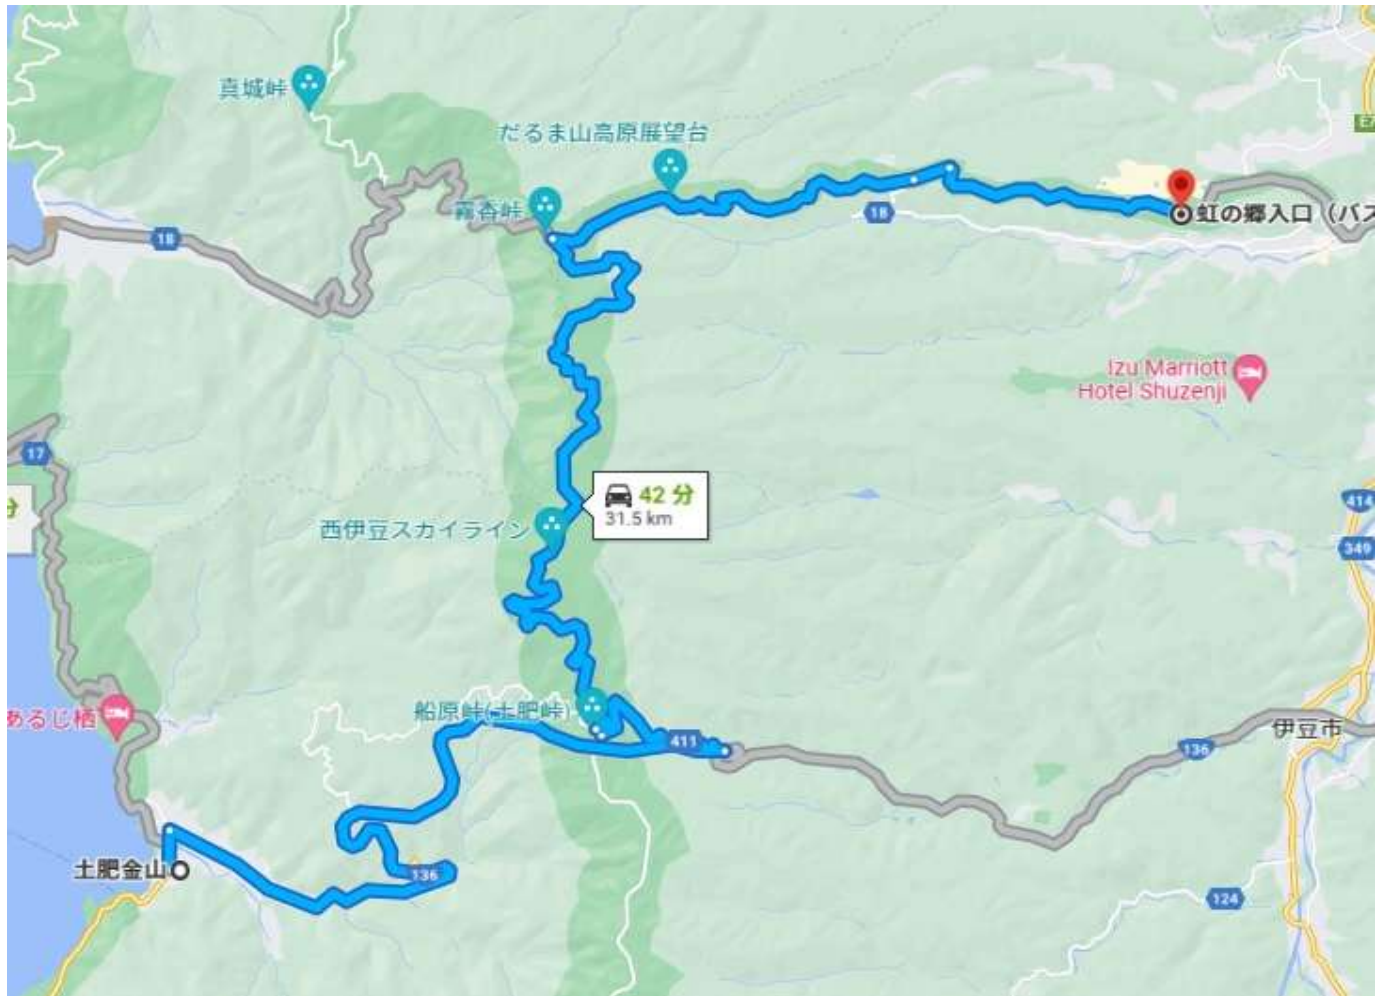 真城峠
だるま山高原展望台
霧香峠
18
18
虹の郷入口（バス
Izu Marriott
Hotel Shuzenji
17
分
42 分
31.5 km
西伊豆スカイライン
414
349
あるじ栖
船原峠(土肥峠)
411
136
伊豆市
土肥金山
136
124